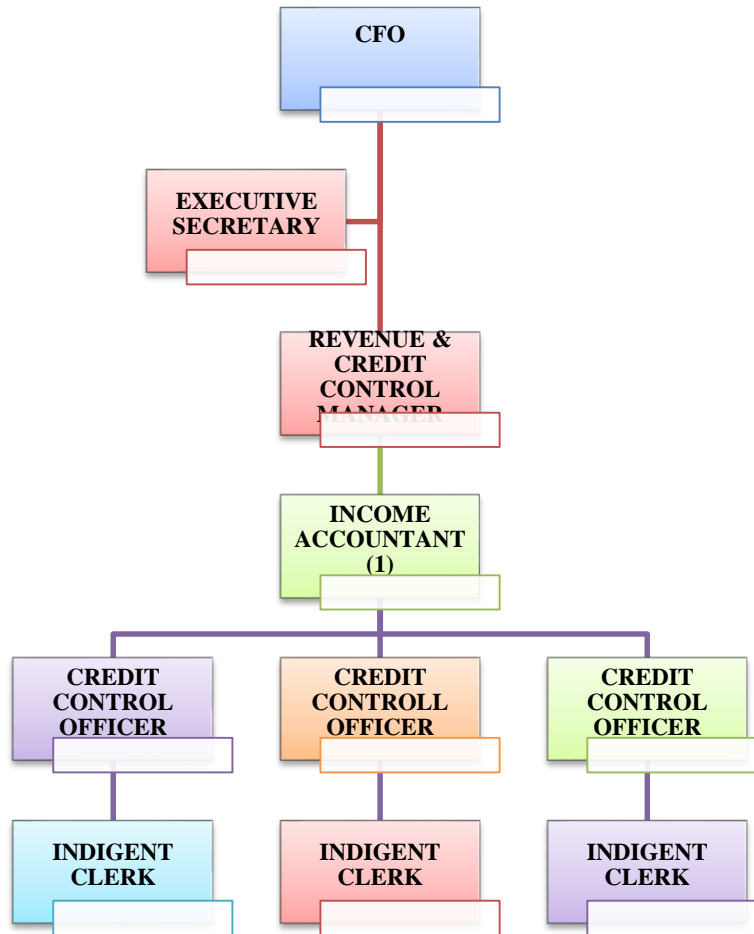 CFO
EXECUTIVE
SECRETARY
REVENUE &
CREDIT
CONTROL
MANAGER
INCOME
ACCOUNTANT
(1)
CREDIT
CONTROL
OFFICER
CREDIT
CONTROLL
OFFICER
CREDIT
CONTROL
OFFICER
INDIGENT
CLERK
INDIGENT
CLERK
INDIGENT
CLERK